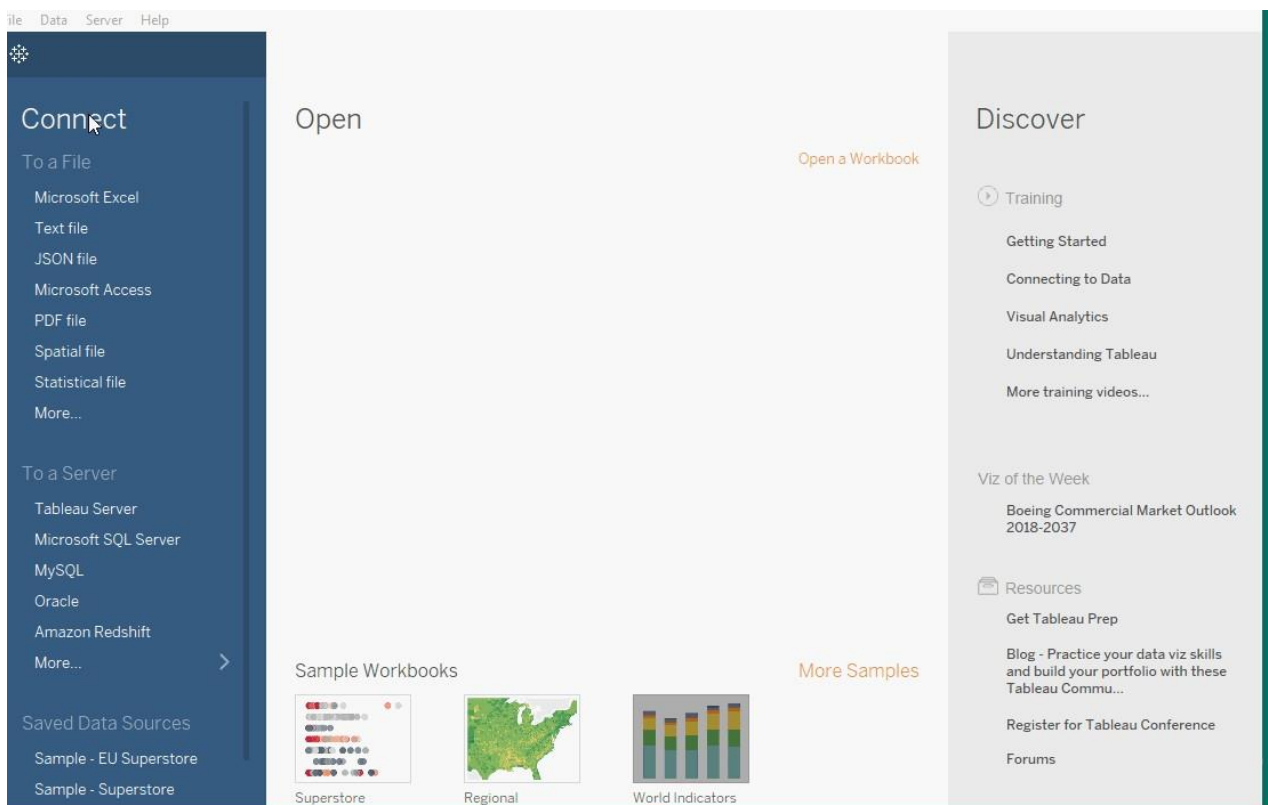 ile Data Server Help
Connect
To a File
Microsoft Excel
Text file
JSON file
Microsoft Access
PDF file
Spatial file
Statistical file
More...
To a Server
Tableau Server
Microsoft SQL Server
MySQL
Oracle
Amazon Redshift
More...
Saved Data Sources
Sample - EU Superstore
Sample - Superstore
Open
Open a Workbook
Sample Workbooks
More Samples
Superstore
Regional
World Indicators
Discover
Training
Getting Started
Connecting to Data
Visual Analytics
Understanding Tableau
More training videos...
Viz of the Week
Boeing Commercial Market Outlook
2018-2037
Resources
Get Tableau Prep
Blog - Practice your data viz skills
and build your portfolio with these
Tableau Commu...
Register for Tableau Conference
Forums